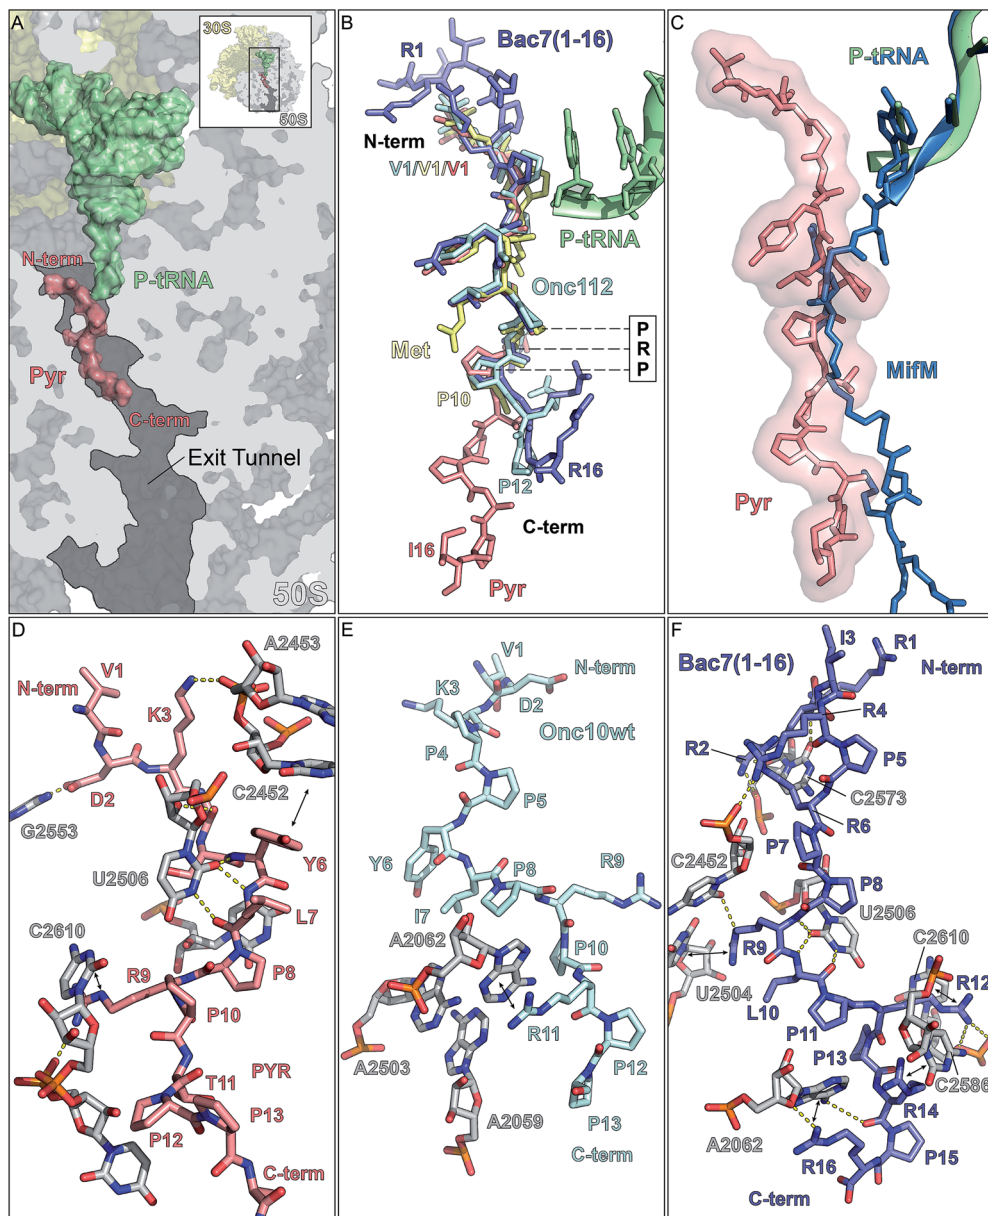 A
30S
50S
N-term
P-tRNA
Pyr
C-term
Exit Tunnel
50S
B
Bac7(1-16)
R1
N-term
V1/V1/V1
P-tRNA
Onc112
P
Met
R
P
P10
P12
R16
C-term
I16
Pyr
C
P-tRNA
MifM
Pyr
D
A2453
V1
N-term
K3
D2
C2452
G2553
U2506
Y6
L7
C2610
R9
P8
P10
T11
PYR
P13
P12
C-term
E
V1
N-term
K3
D2
Onc10wt
P4
P5
Y6
P8
R9
I7
A2062
P10
R11
A2503
P12
A2059
P13
C-term
F
I3
Bac7(1-16)
R1
N-term
R4
R2
P5
C2573
R6
C2452
P7
P8
U2506
R9
C2610
U2504
R12
L10
P11
P13
C2586
R14
A2062
R16
P15
C-term